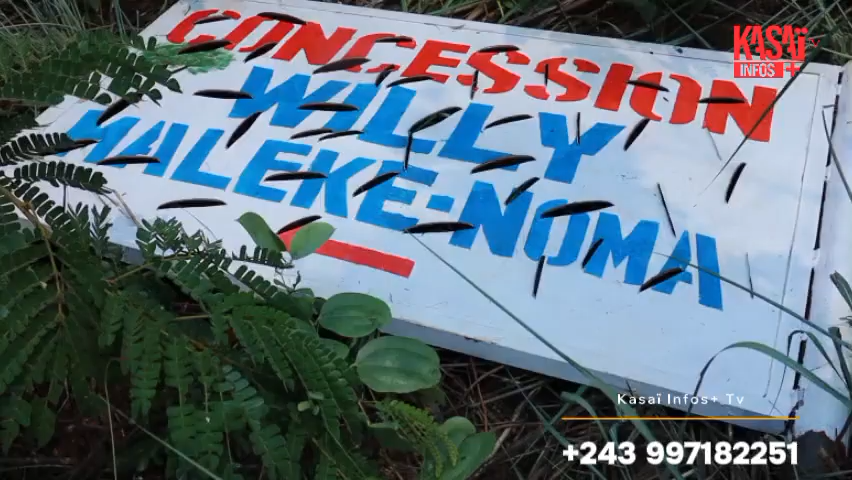 CONCESSION
WILLY
MALEKE-NOMA
KASAÏ
INFOS +
Kasaï Infos+ Tv
+243 997182251